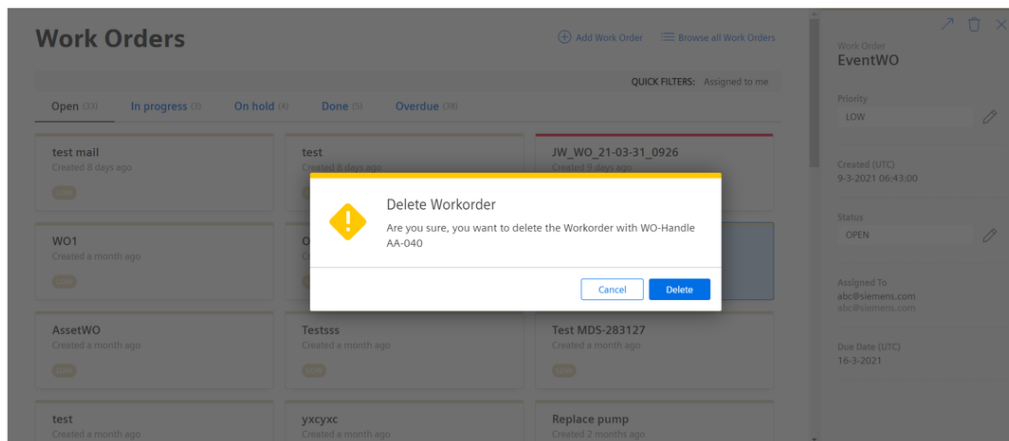 Work Orders
Add Work Order
Browse all Work Orders
QUICK FILTERS: Assigned to me
Open (33)
In progress (3)
On hold (4)
Done (5)
Overdue (39)
test mail
Created 8 days ago
LOW
test
Created 8 days ago
JW_WO_21-03-31_0926
Created 9 days ago
Delete Workorder
Are you sure, you want to delete the Workorder with WO-Handle
AA-040
Cancel
Delete
WO1
Created a month ago
LOW
AssetWO
Created a month ago
LOW
Testsss
Created a month ago
LOW
Test MDS-283127
Created a month ago
LOW
test
Created a month ago
yxcyxc
Created a month ago
Replace pump
Created 2 months ago
Work Order
EventWO
Priority
LOW
Created (UTC)
9-3-2021 06:43:00
Status
OPEN
Assigned To
abc@siemens.com
abc@siemens.com
Due Date (UTC)
16-3-2021